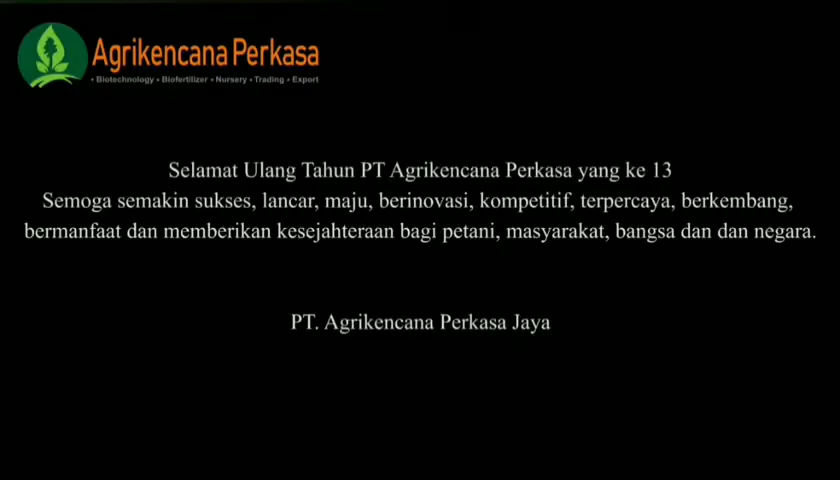 Agrikencana Perkasa
• Biotechnology • Biofertilizer • Nursery • Trading • Export
Selamat Ulang Tahun PT Agrikencana Perkasa yang ke 13
Semoga semakin sukses, lancar, maju, berinovasi, kompetitif, terpercaya, berkembang,
bermanfaat dan memberikan kesejahteraan bagi petani, masyarakat, bangsa dan dan negara.
PT. Agrikencana Perkasa Jaya